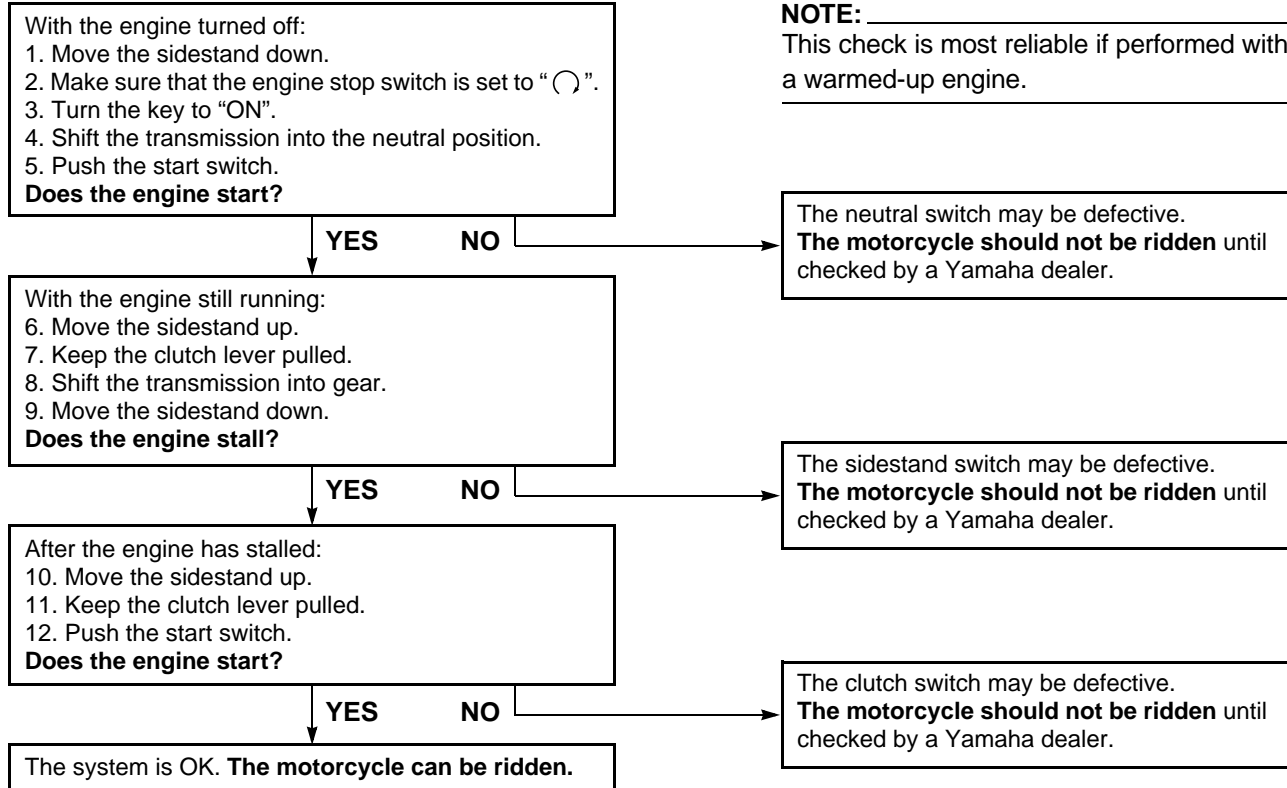 With the engine turned off:
1. Move the sidestand down.
2. Make sure that the engine stop switch is set to “ ”.
3. Turn the key to “ON”.
4. Shift the transmission into the neutral position.
5. Push the start switch.
Does the engine start?
NOTE:
This check is most reliable if performed with
a warmed-up engine.
YES NO
The neutral switch may be defective.
The motorcycle should not be ridden until
checked by a Yamaha dealer.
With the engine still running:
6. Move the sidestand up.
7. Keep the clutch lever pulled.
8. Shift the transmission into gear.
9. Move the sidestand down.
Does the engine stall?
YES NO
The sidestand switch may be defective.
The motorcycle should not be ridden until
checked by a Yamaha dealer.
After the engine has stalled:
10. Move the sidestand up.
11. Keep the clutch lever pulled.
12. Push the start switch.
Does the engine start?
YES NO
The clutch switch may be defective.
The motorcycle should not be ridden until
checked by a Yamaha dealer.
The system is OK. The motorcycle can be ridden.